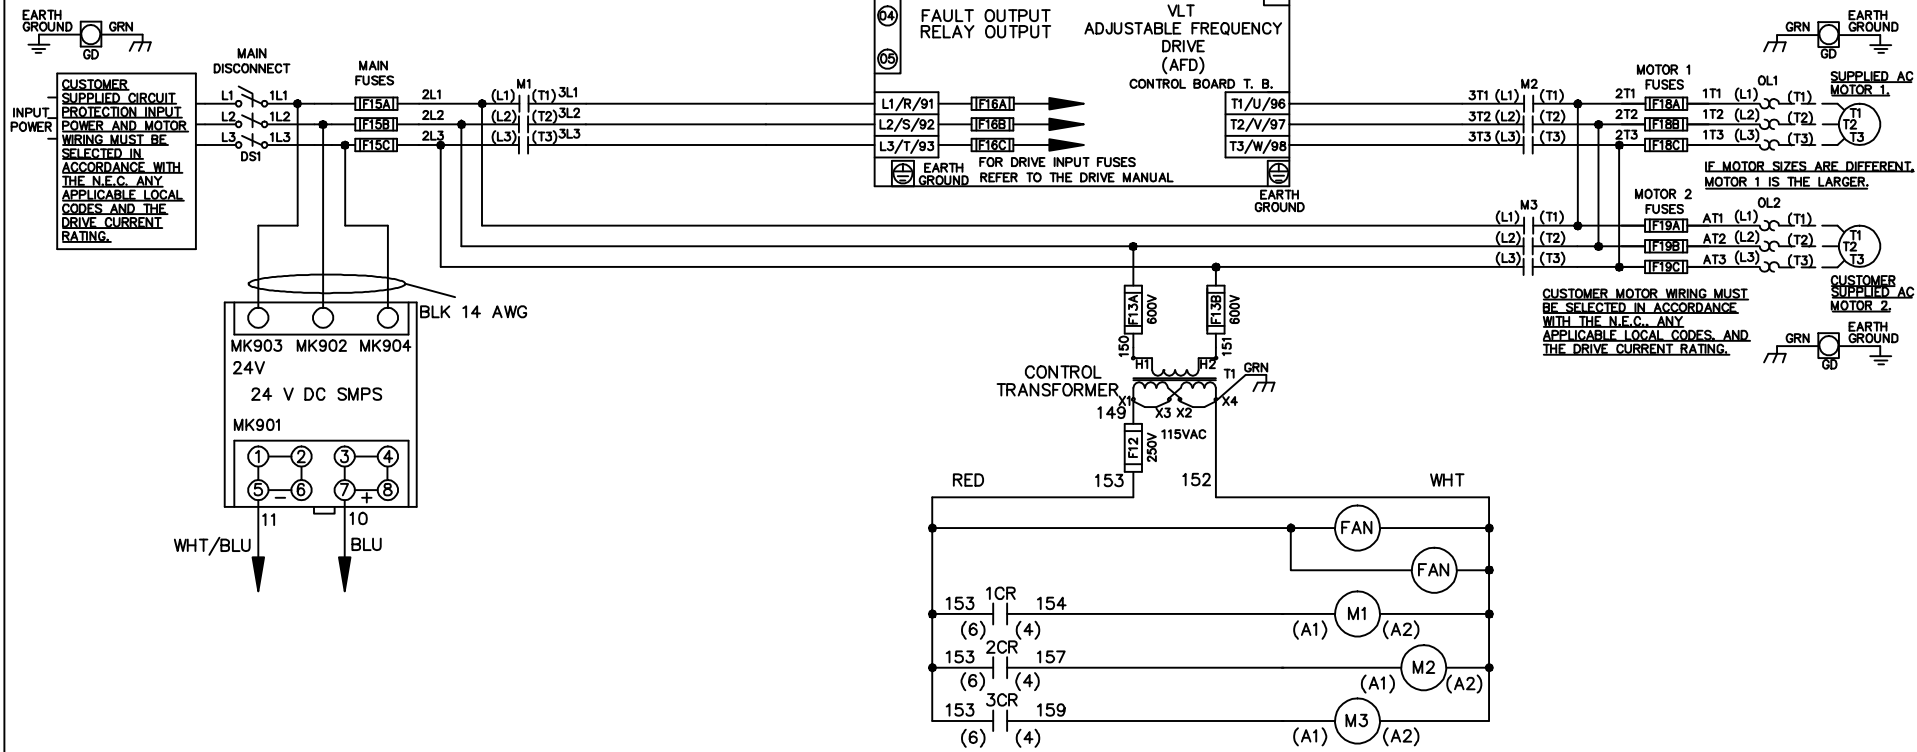 EARTH
GROUND
GRN
GD
CUSTOMER
SUPPLIED CIRCUIT
PROTECTION INPUT
POWER AND MOTOR
WIRING MUST BE
SELECTED IN
ACCORDANCE WITH
THE N.E.C. ANY
APPLICABLE LOCAL
CODES AND THE
DRIVE CURRENT
RATING.
INPUT
POWER
MAIN
DISCONNECT
L1 1L1
L2 1L2
L3 1L3
DS1
MAIN
FUSES
F15A
F15B
F15C
2L1
2L2
2L3
M1
(L1) (T1) 3L1
(L2) (T2) 3L2
(L3) (T3) 3L3
04
05
FAULT OUTPUT
RELAY OUTPUT
VLT
ADJUSTABLE FREQUENCY
DRIVE
(AFD)
CONTROL BOARD T. B.
L1/R/91
L2/S/92
L3/T/93
F16A
F16B
F16C
T1/U/96
T2/V/97
T3/W/98
EARTH
GROUND
FOR DRIVE INPUT FUSES
REFER TO THE DRIVE MANUAL
EARTH
GROUND
M2
3T1 (L1) (T1)
3T2 (L2) (T2)
3T3 (L3) (T3)
MOTOR 1
FUSES
2T1 F18A 1T1 (L1)
2T2 F18B 1T2 (L2)
2T3 F18C 1T3 (L3)
OL1
(T1)
(T2)
(T3)
T1
T2
T3
GRN
GD
EARTH
GROUND
SUPPLIED AC
MOTOR 1.
IF MOTOR SIZES ARE DIFFERENT,
MOTOR 1 IS THE LARGER.
M3
(L1) (T1)
(L2) (T2)
(L3) (T3)
MOTOR 2
FUSES
F19A AT1 (L1)
F19B AT2 (L2)
F19C AT3 (L3)
OL2
(T1)
(T2)
(T3)
T1
T2
T3
CUSTOMER
SUPPLIED AC
MOTOR 2.
CUSTOMER MOTOR WIRING MUST
BE SELECTED IN ACCORDANCE
WITH THE N.E.C., ANY
APPLICABLE LOCAL CODES, AND
THE DRIVE CURRENT RATING.
GRN
GD
EARTH
GROUND
BLK 14 AWG
MK903 MK902 MK904
24V
24 V DC SMPS
MK901
1 2 3 4
5 – 6 7 + 8
11
10
WHT/BLU
BLU
F13A
600V
F13B
600V
150
151
H1 H2
CONTROL
TRANSFORMER
T1
GRN
X1 X3 X2 X4
149
115VAC
F12
250V
RED
153
152
WHT
FAN
FAN
1CR
153 154
(6) (4)
M1
(A1) (A2)
2CR
153 157
(6) (4)
M2
(A1) (A2)
3CR
153 159
(6) (4)
M3
(A1) (A2)